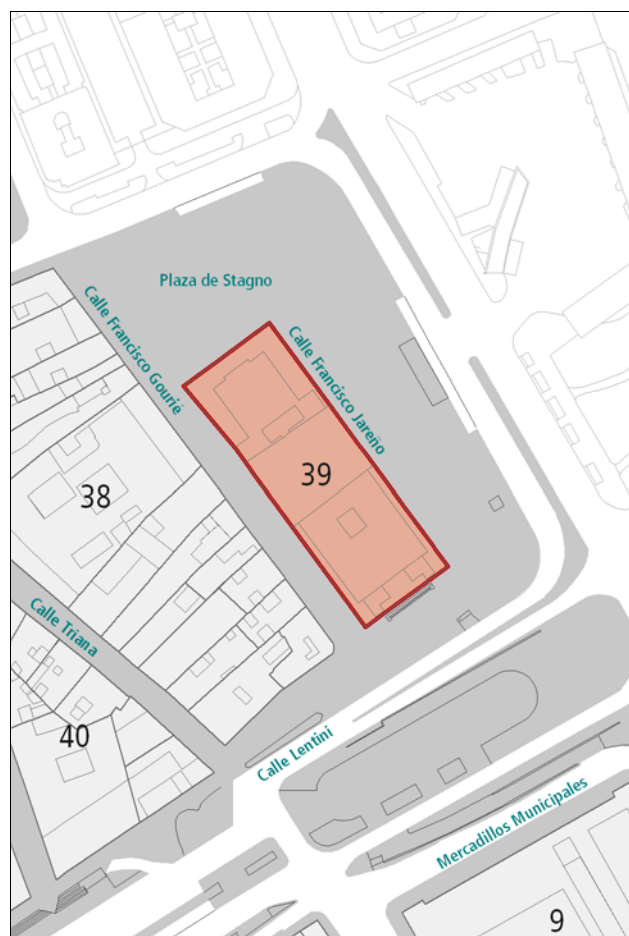 Plaza de Stagno
Calle Francisco Gourié
Calle Francisco Jareño
39
38
Calle Triana
40
Calle Lentini
Mercadillos Municipales
9